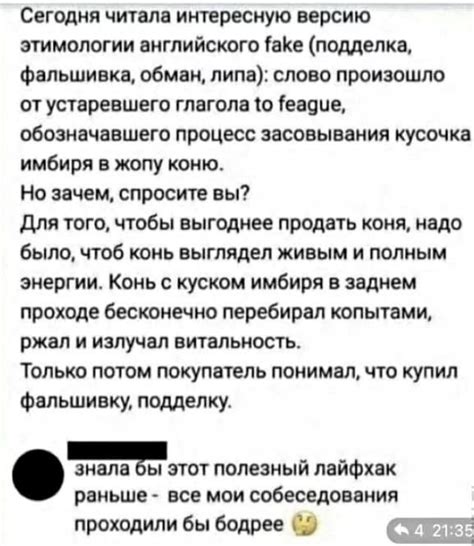 Сегодня читала интересную версию
этимологии английского fake (подделка,
фальшивка, обман, липа): слово произошло
от устаревшего глагола to feague,
обозначавшего процесс засовывания кусочка
имбиря в жопу коню.
Но зачем, спросите вы?
Для того, чтобы выгоднее продать коня, надо
было, чтоб конь выглядел живым и полным
энергии. Конь с куском имбиря в заднем
проходе бесконечно перебирал копытами,
ржал и излучал витальность.
Только потом покупатель понимал, что купил
фальшивку, подделку.
знала бы этот полезный лайфхак
раньше - все мои собеседования
проходили бы бодрее 🤔
4 21:35